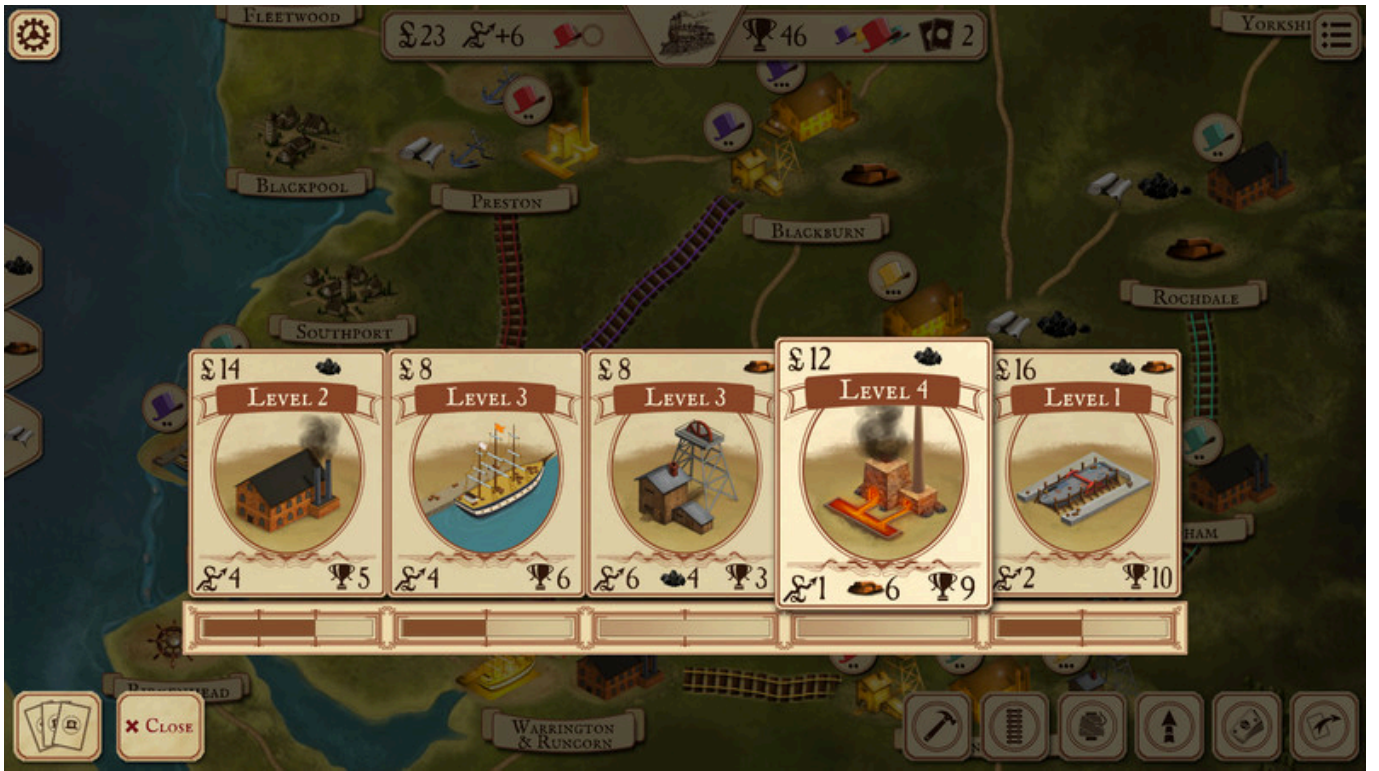 FLEETWOOD
£23 +6 46 2
BLACKPOOL
PRESTON
BLACKBURN
ROCHDALE
SOUTHPORT
£14
LEVEL 2
4 5
£8
LEVEL 3
4 6
£8
LEVEL 3
6 4 3
£12
LEVEL 4
1 6 9
£16
LEVEL 1
2 10
HAM
× CLOSE
WARRINGTON
& RUNCORN